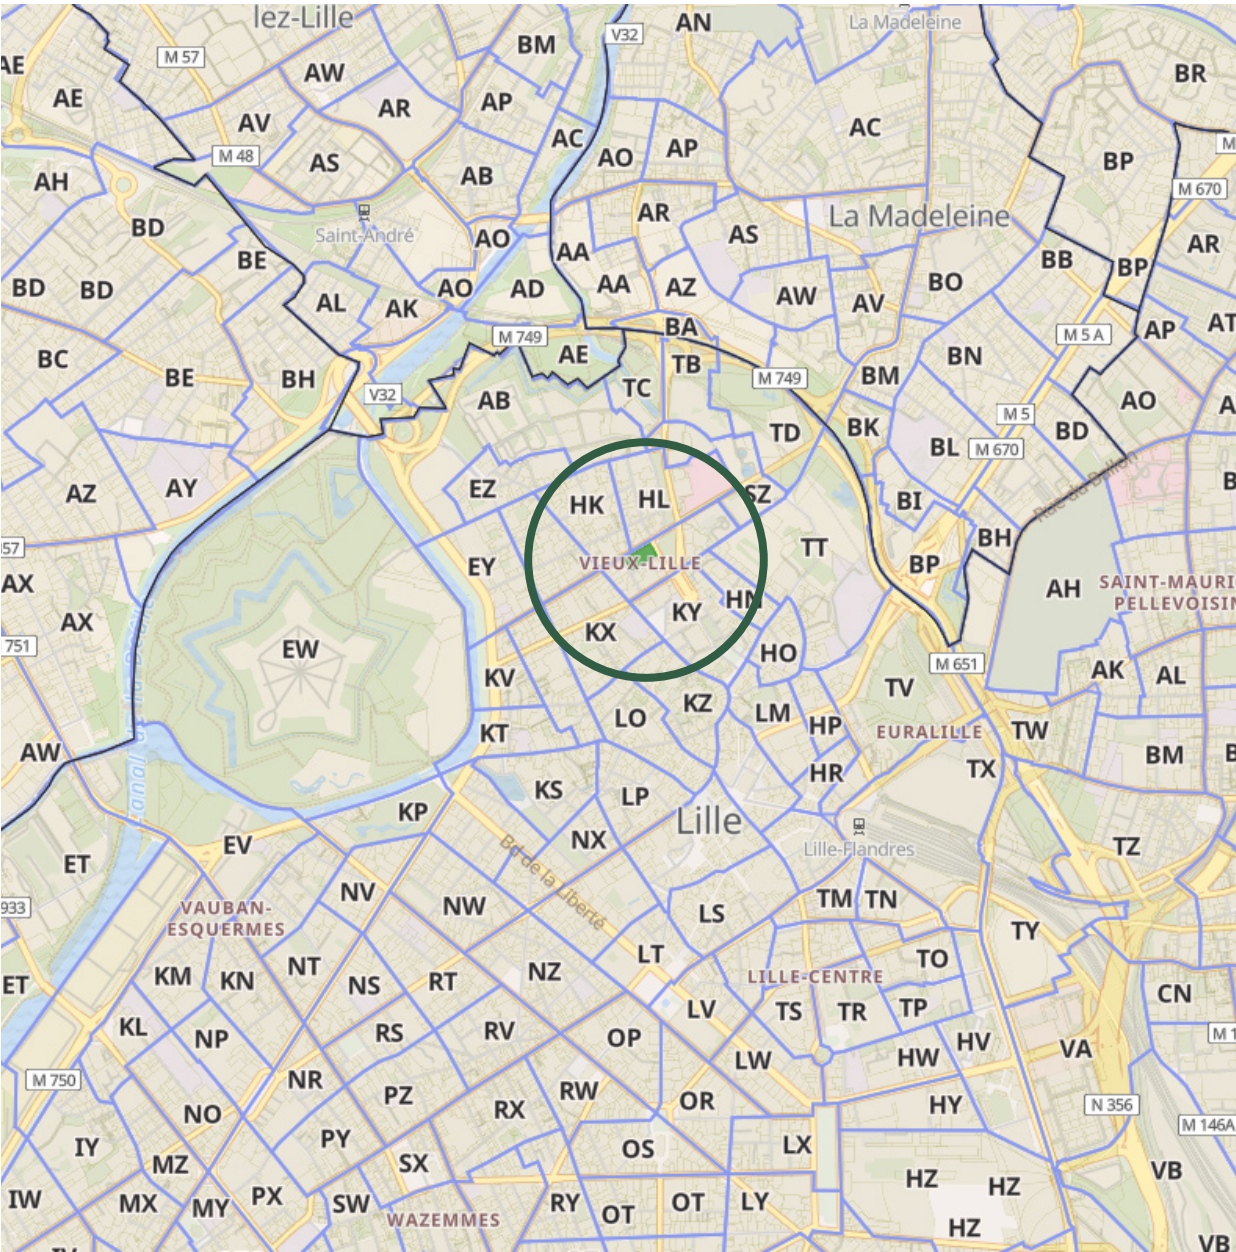 lez-Lille
AN
La Madeleine
V32
BM
M 57
AE
AW
BR
AE
AP
AR
AV
AC
AC
AP
AO
M 48
AS
BP
AB
AH
M 670
BD
Saint-André
AR
La Madeleine
AS
AO
AR
BE
AA
BB
BP
BD
BD
AO
AD
AA
AZ
AW
AV
BO
AL
AK
AP
AT
BA
M 749
M 5 A
BC
AE
BN
TB
BE
BH
M 749
BM
V32
TC
AB
AO
M 5
BK
BD
TD
BL
M 670
Rue du Ballon
AZ
AY
EZ
HK
HL
SZ
BI
BH
TT
VIEUX-LILLE
EY
BP
AX
AH
SAINT-MAURI
PELLEVOISIN
AX
KY
HN
KX
751
EW
HO
M 651
AK
AL
KV
TV
KZ
LM
LO
HP
KT
EURALILLE
TW
AW
BM
HR
TX
KS
LP
KP
Lille
NX
EV
Lille-Flandres
TZ
ET
Bd de la Liberté
NV
933
VAUBAN-
ESQUERMES
NW
TM
TN
LS
TY
LT
TO
NT
LILLE-CENTRE
KM
KN
NS
RT
NZ
ET
CN
LV
TS
TR
TP
KL
NP
RS
RV
OP
HV
VA
HW
LW
M 750
NR
PZ
RW
OR
HY
N 356
NO
RX
M 146A
IY
PY
OS
LX
MZ
SX
VB
HZ
HZ
IW
MX
MY
PX
SW
RY
OT
OT
LY
WAZEMMES
HZ
VB